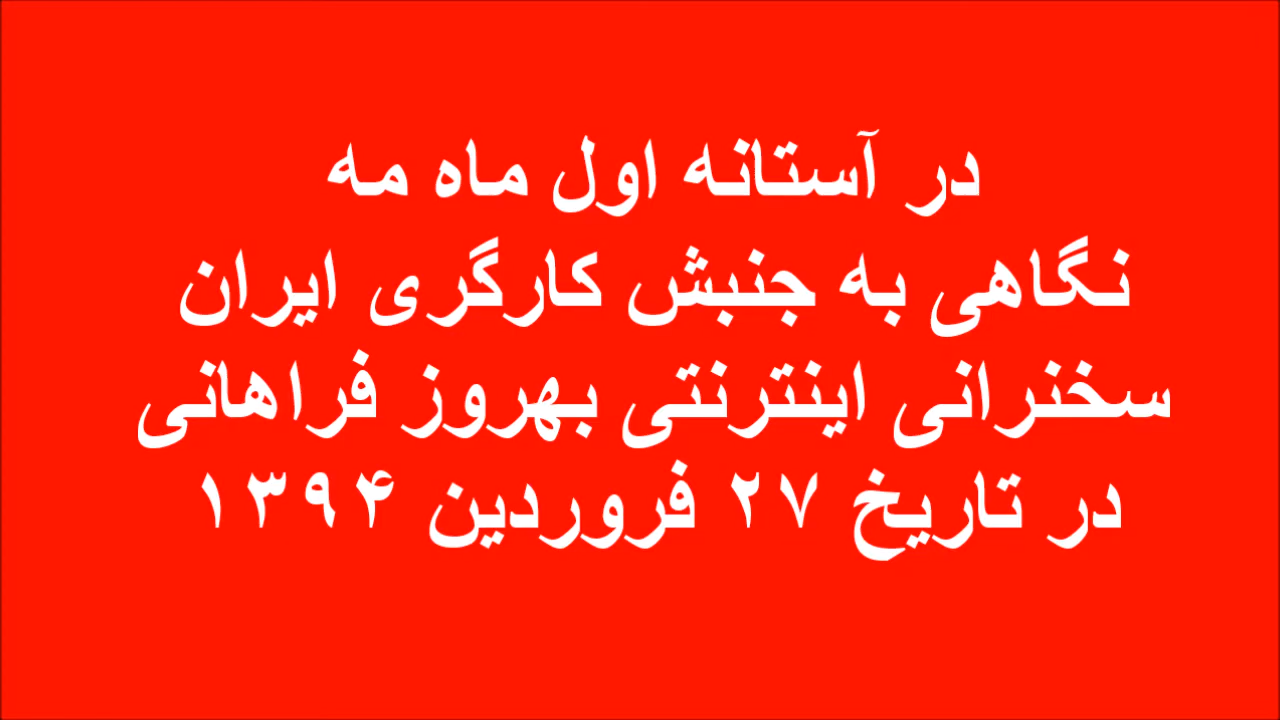 در آستانه اول ماه مه
نگاهی به جنبش کارگری ایران
سخنرانی اینترنتی بهروز فراهانی
در تاریخ ۲۷ فروردین ۱۳۹۴